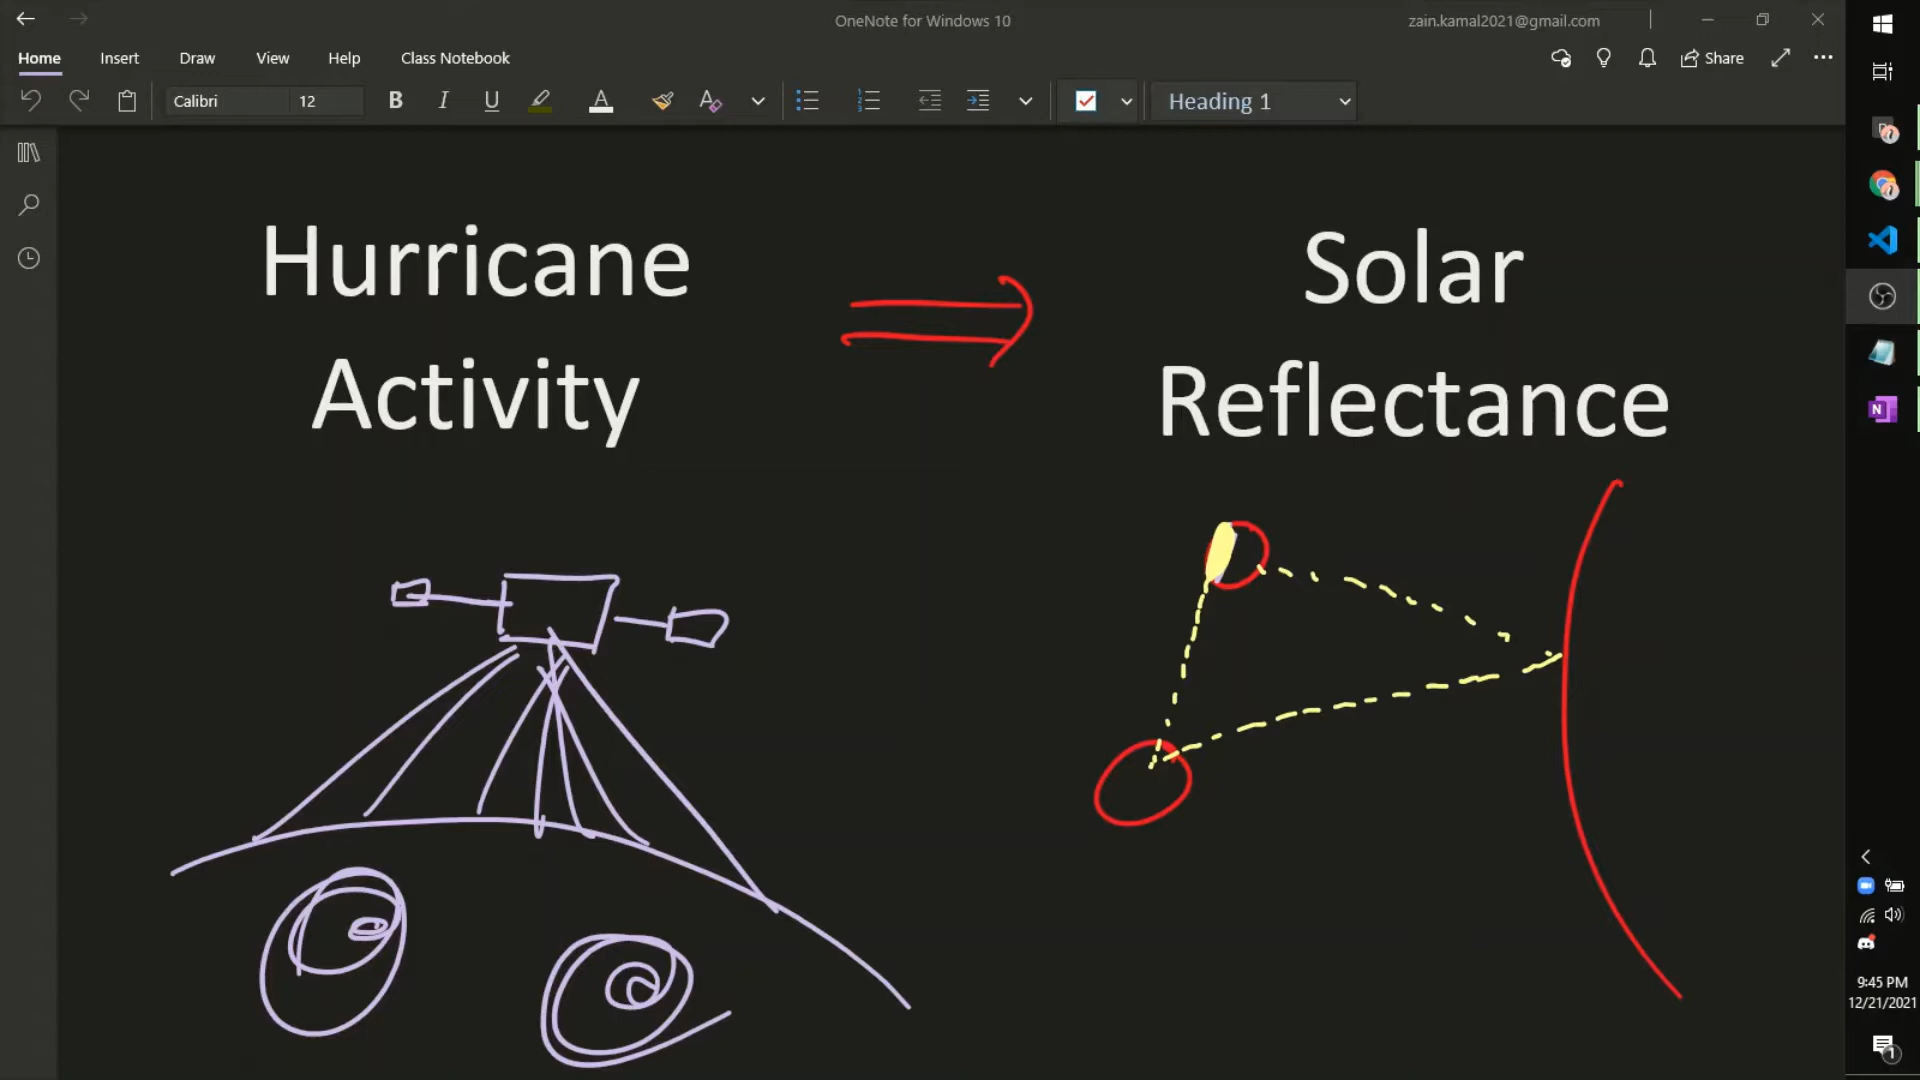 OneNote for Windows 10
zain.kamal2021@gmail.com
Home Insert Draw View Help Class Notebook
Share
Calibri 12 B I U A A Heading 1
Hurricane
Activity
Solar
Reflectance
N
9:45 PM
12/21/2021
1